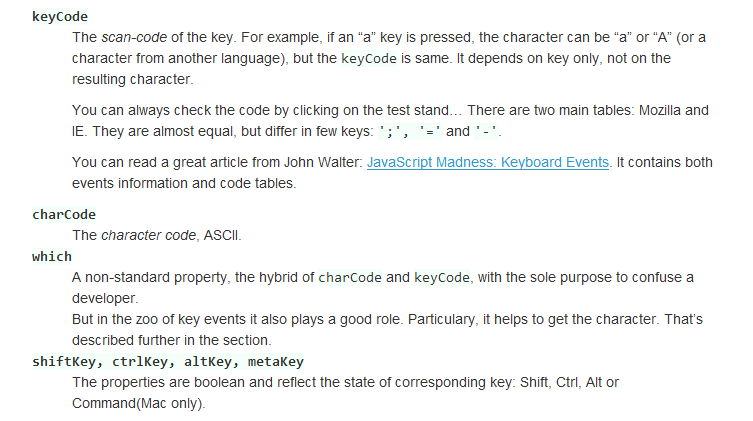 keyCode
The scan-code of the key. For example, if an “a” key is pressed, the character can be “a” or “A” (or a
character from another language), but the keyCode is same. It depends on key only, not on the
resulting character.
You can always check the code by clicking on the test stand… There are two main tables: Mozilla and
IE. They are almost equal, but differ in few keys: ';', '=' and '-'.
You can read a great article from John Walter: JavaScript Madness: Keyboard Events. It contains both
events information and code tables.
charCode
The character code, ASCII.
which
A non-standard property, the hybrid of charCode and keyCode, with the sole purpose to confuse a
developer.
But in the zoo of key events it also plays a good role. Particulary, it helps to get the character. That’s
described further in the section.
shiftKey, ctrlKey, altKey, metaKey
The properties are boolean and reflect the state of corresponding key: Shift, Ctrl, Alt or
Command(Mac only).